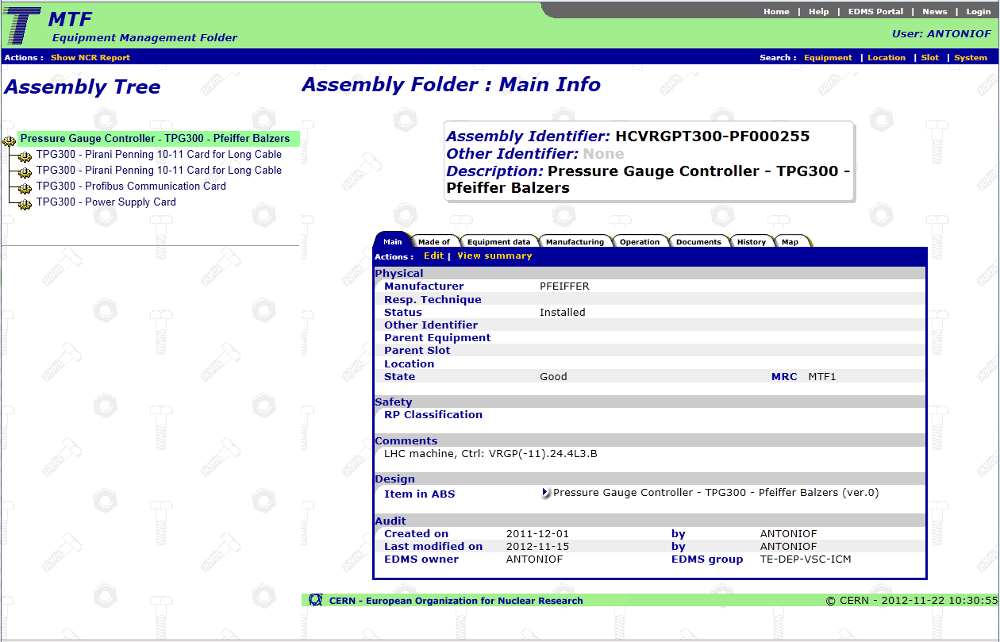 MTF
Equipment Management Folder
Home | Help | EDMS Portal | News | Login
User: ANTONIOF
Actions : Show NCR Report
Search : Equipment | Location | Slot | System
Assembly Tree
Pressure Gauge Controller - TPG300 - Pfeiffer Balzers
TPG300 - Pirani Penning 10-11 Card for Long Cable
TPG300 - Pirani Penning 10-11 Card for Long Cable
TPG300 - Profibus Communication Card
TPG300 - Power Supply Card
Assembly Folder : Main Info
Assembly Identifier: HCVRGPT300-PF000255
Other Identifier: None
Description: Pressure Gauge Controller - TPG300 -
Pfeiffer Balzers
Main Made of Equipment data Manufacturing Operation Documents History Map
Actions : Edit | View summary
Physical
Manufacturer PFEIFFER
Resp. Technique
Status Installed
Other Identifier
Parent Equipment
Parent Slot
Location
State Good MRC MTF1
Safety
RP Classification
Comments
LHC machine, Ctrl: VRGP(-11).24.4L3.B
Design
Item in ABS Pressure Gauge Controller - TPG300 - Pfeiffer Balzers (ver.0)
Audit
Created on 2011-12-01 by ANTONIOF
Last modified on 2012-11-15 by ANTONIOF
EDMS owner ANTONIOF EDMS group TE-DEP-VSC-ICM
CERN - European Organization for Nuclear Research
© CERN - 2012-11-22 10:30:55